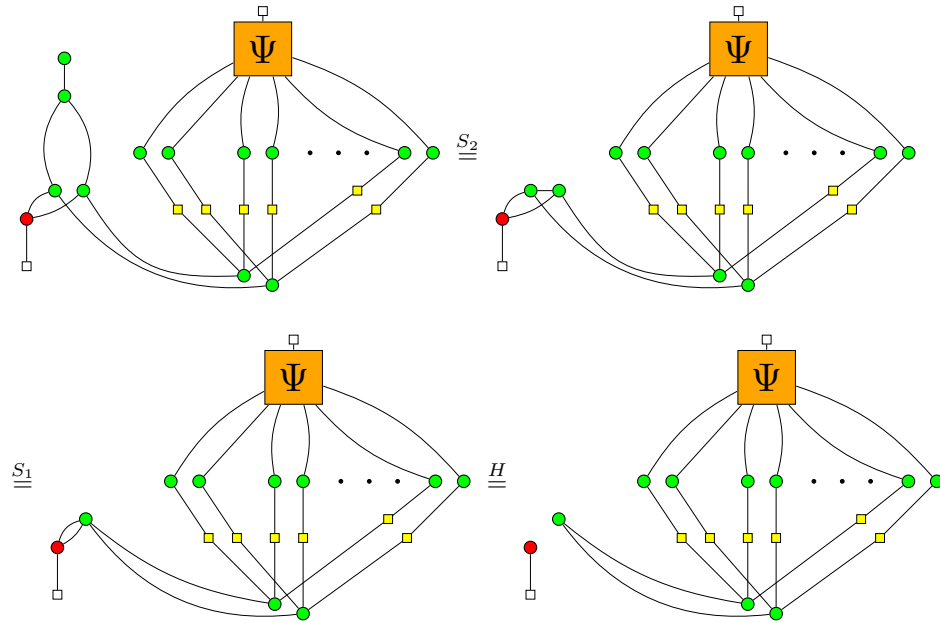 Ψ Ψ
S₂
=
Ψ Ψ
S₁ H
= =